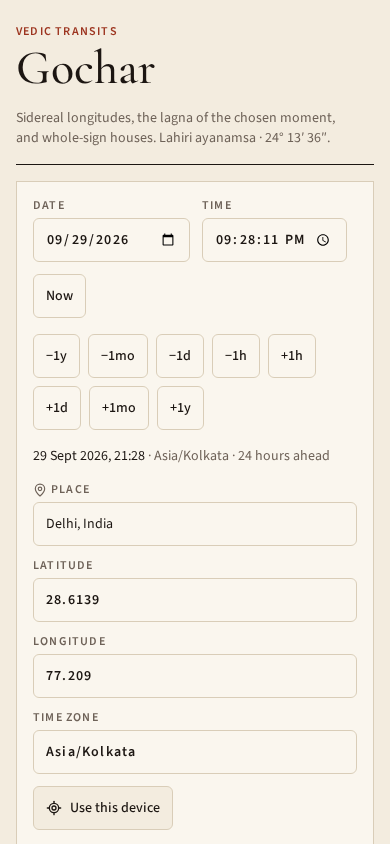 VEDIC TRANSITS
Gochar
Sidereal longitudes, the lagna of the chosen moment,
and whole-sign houses. Lahiri ayanamsa · 24° 13′ 36″.
DATE TIME
09/29/2026 09:28:11 PM
Now
−1y −1mo −1d −1h +1h
+1d +1mo +1y
29 Sept 2026, 21:28 · Asia/Kolkata · 24 hours ahead
PLACE
Delhi, India
LATITUDE
28.6139
LONGITUDE
77.209
TIME ZONE
Asia/Kolkata
Use this device